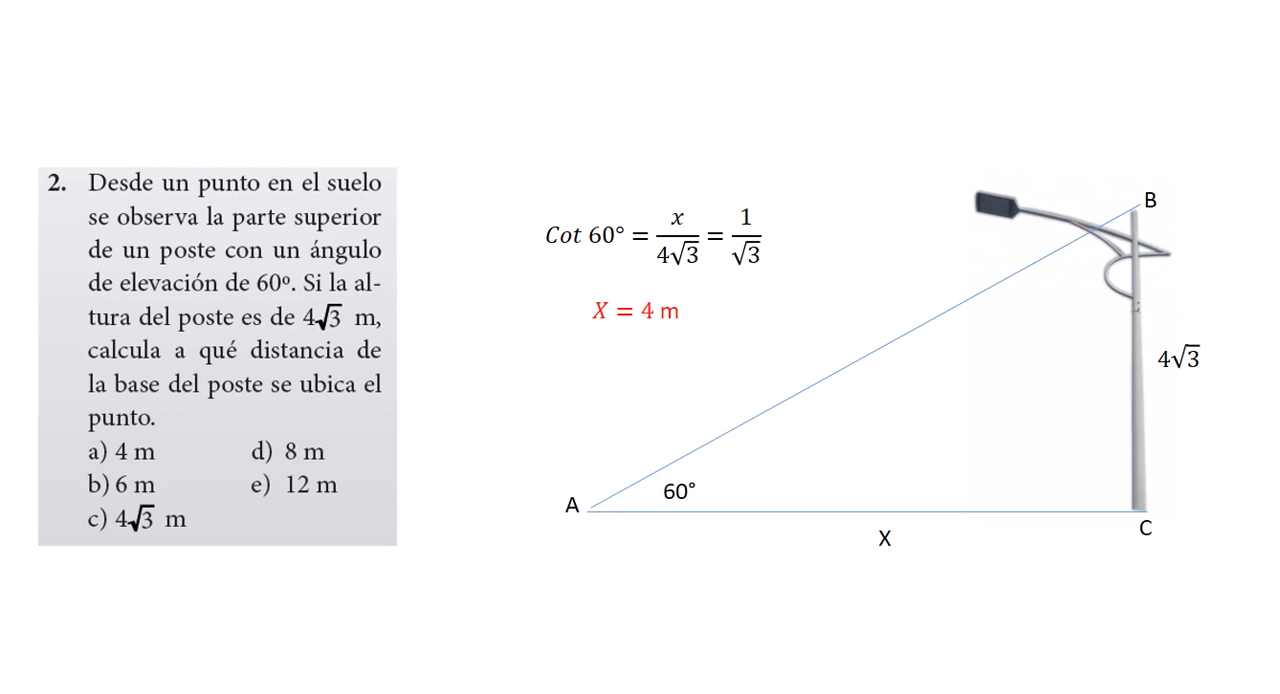 2. Desde un punto en el suelo
se observa la parte superior
de un poste con un ángulo
de elevación de 60º. Si la al-
tura del poste es de 4√3 m,
calcula a qué distancia de
la base del poste se ubica el
punto.
a) 4 m d) 8 m
b) 6 m e) 12 m
c) 4√3 m
Cot 60° = x/4√3 = 1/√3
X = 4 m
B
4√3
60°
A
C
X